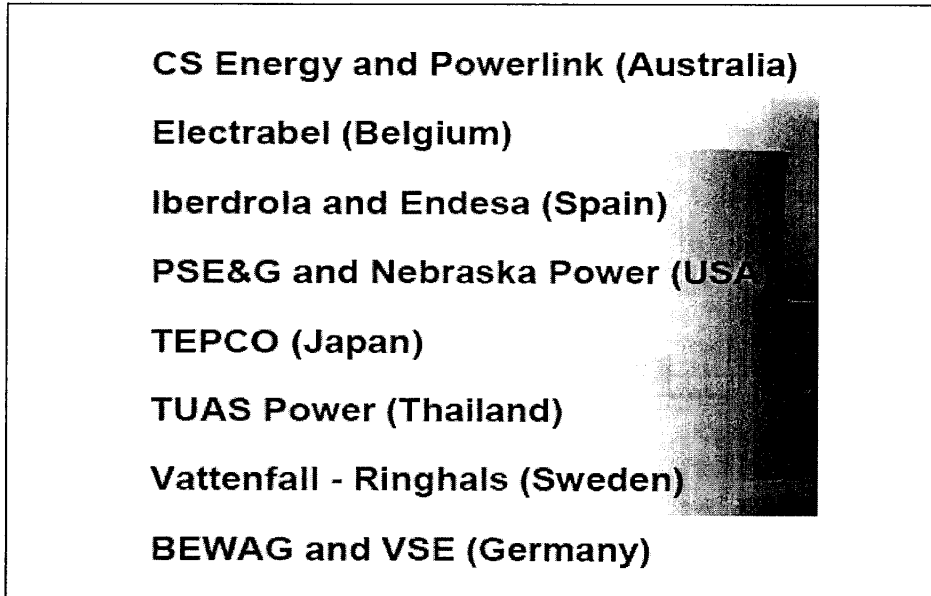 CS Energy and Powerlink (Australia)
Electrabel (Belgium)
Iberdrola and Endesa (Spain)
PSE&G and Nebraska Power (USA
TEPCO (Japan)
TUAS Power (Thailand)
Vattenfall - Ringhals (Sweden)
BEWAG and VSE (Germany)